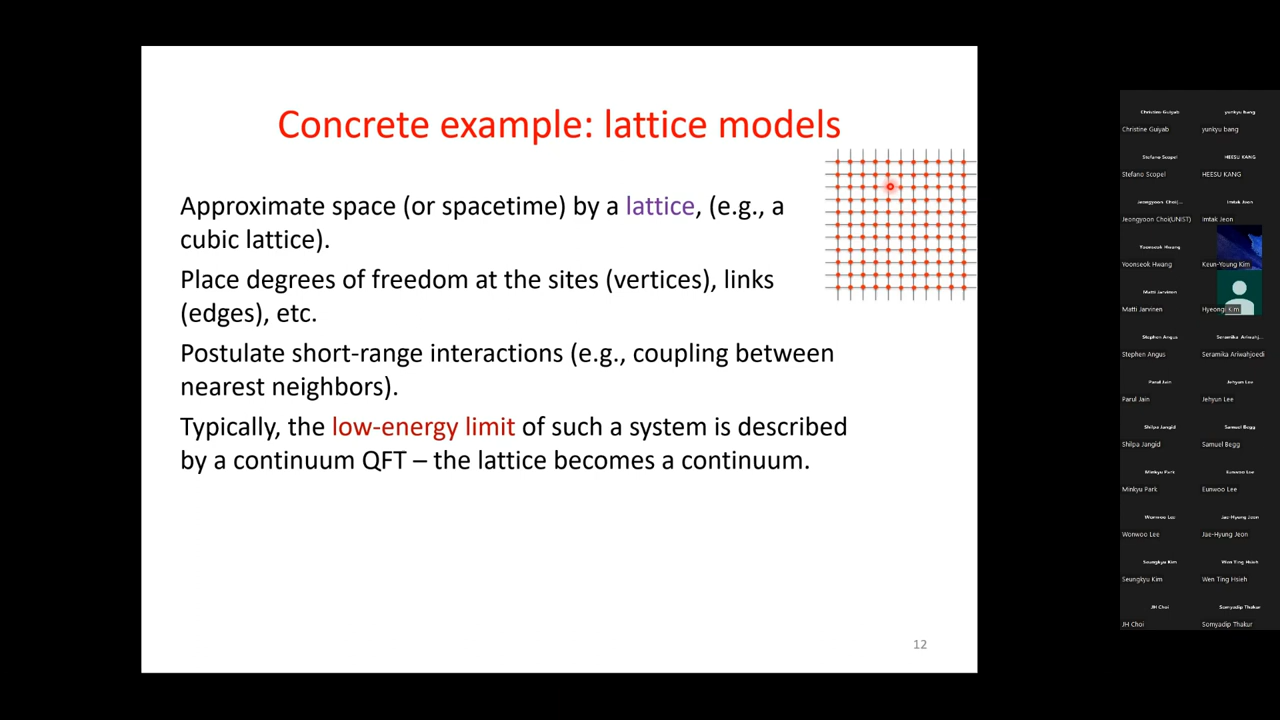 Concrete example: lattice models
Approximate space (or spacetime) by a lattice, (e.g., a
cubic lattice).
Place degrees of freedom at the sites (vertices), links
(edges), etc.
Postulate short-range interactions (e.g., coupling between
nearest neighbors).
Typically, the low-energy limit of such a system is described
by a continuum QFT – the lattice becomes a continuum.
12
Christine Guiyab yunkyu bang
Christine Guiyab yunkyu bang
Stefano Scopel HEESU KANG
Stefano Scopel HEESU KANG
Jeongyoon Choi(... Imtak Jeon
Jeongyoon Choi(UNIST) Imtak Jeon
Yoonseok Hwang
Yoonseok Hwang Keun-Young Kim
Matti Jarvinen
Matti Jarvinen Hyeong Kim
Stephen Angus Seramika Ariwahj...
Stephen Angus Seramika Ariwahjoedi
Parul Jain Jehyun Lee
Parul Jain Jehyun Lee
Shilpa Jangid Samuel Begg
Shilpa Jangid Samuel Begg
Minkyu Park Eunwoo Lee
Minkyu Park Eunwoo Lee
Wonwoo Lee Jae-Hyung Jeon
Wonwoo Lee Jae-Hyung Jeon
Seungkyu Kim Wen Ting Hsieh
Seungkyu Kim Wen Ting Hsieh
JH Choi Somyadip Thakur
JH Choi Somyadip Thakur